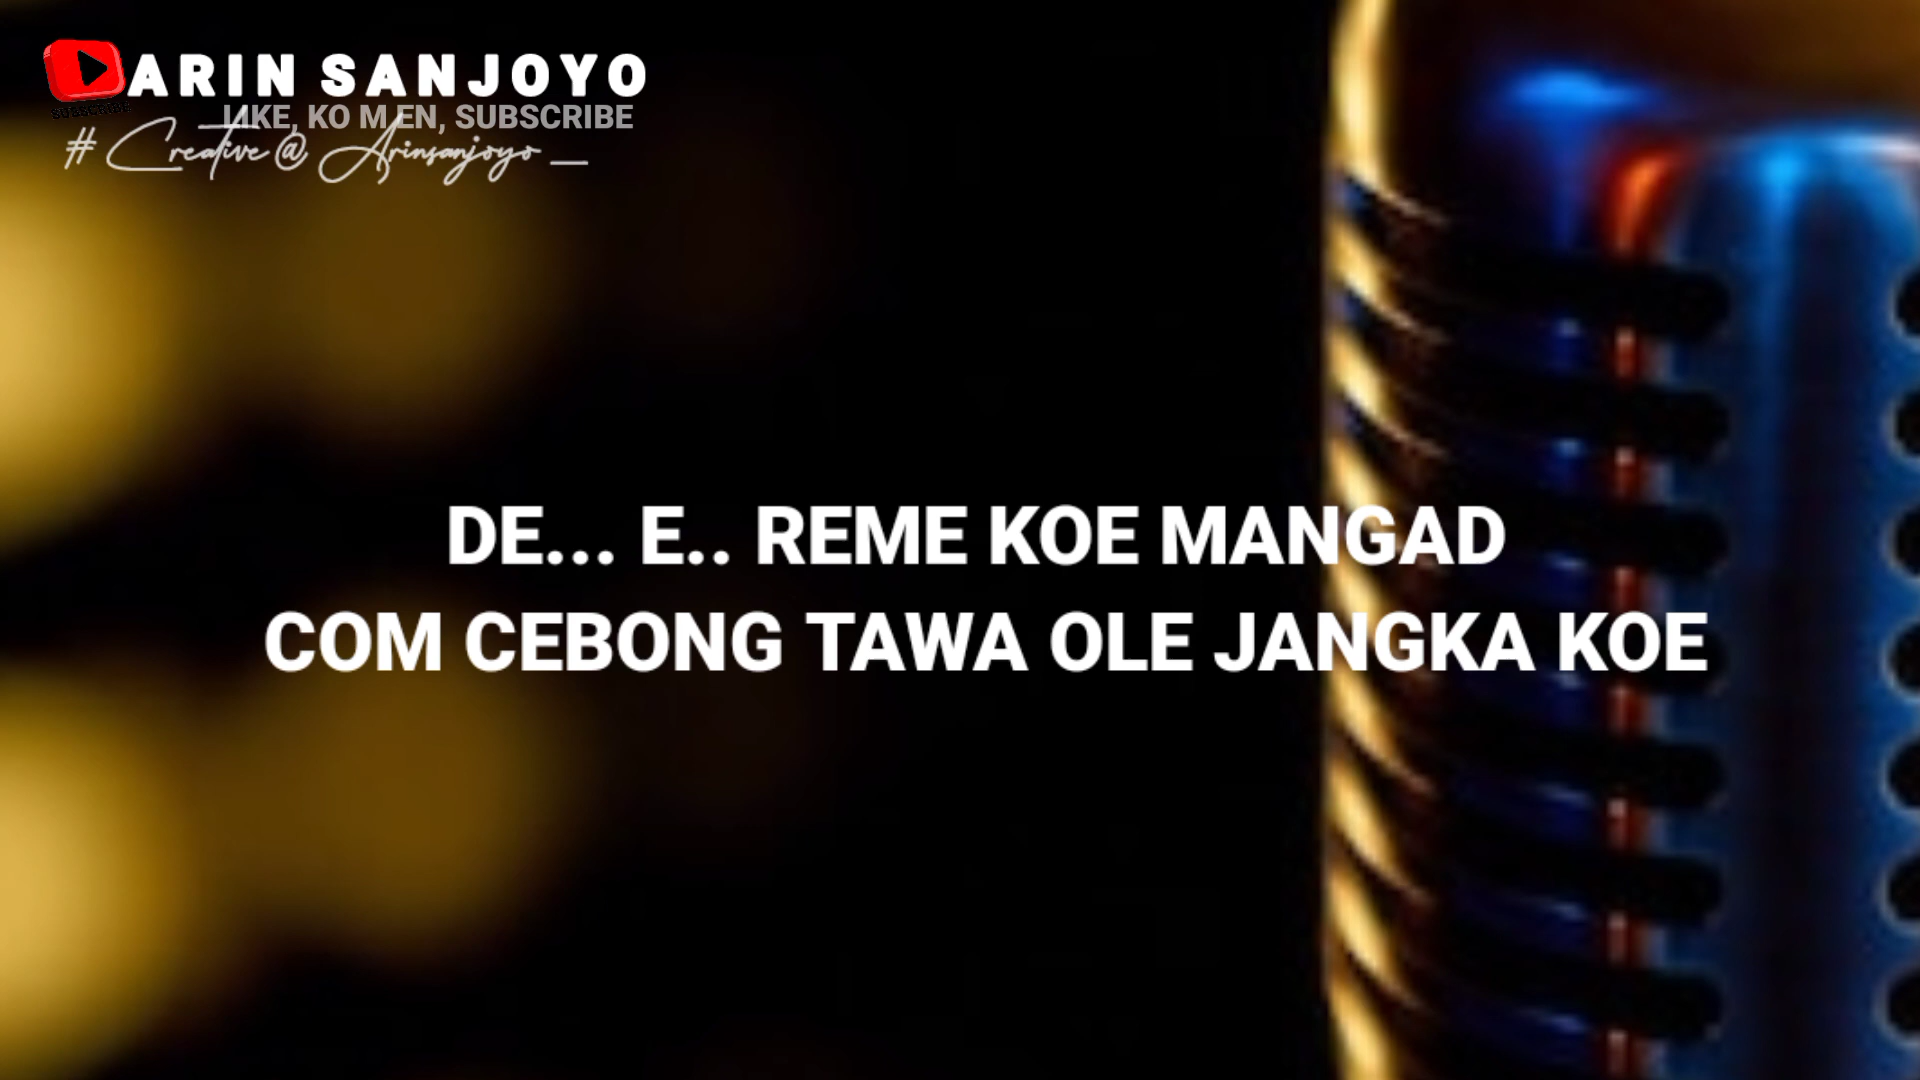 ARIN SANJOYO
LIKE, KO M EN, SUBSCRIBE
# Creative @ Arinsanjoyo _
DE... E.. REME KOE MANGAD
COM CEBONG TAWA OLE JANGKA KOE